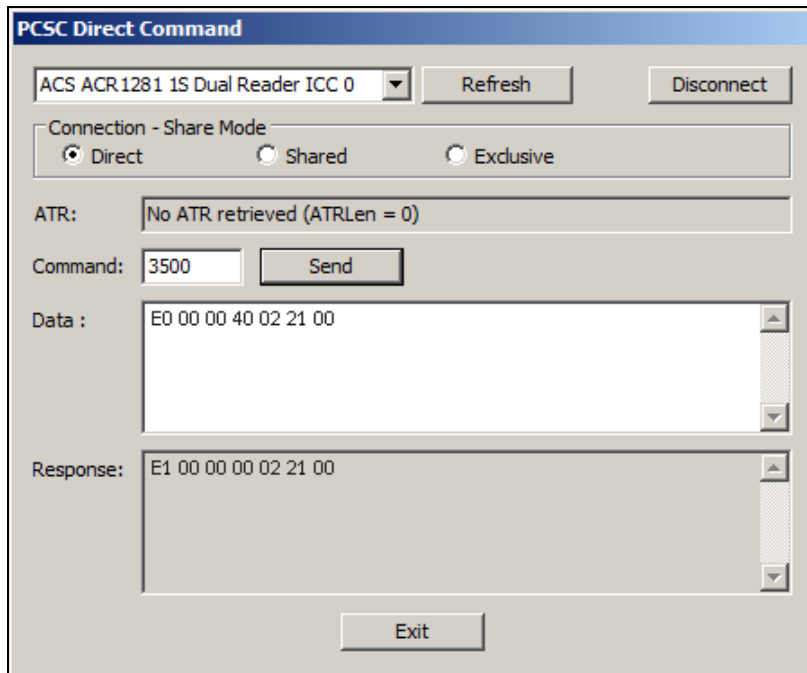 PCSC Direct Command
ACS ACR1281 1S Dual Reader ICC 0 Refresh Disconnect
Connection - Share Mode
Direct Shared Exclusive
ATR: No ATR retrieved (ATRLen = 0)
Command: 3500 Send
Data : E0 00 00 40 02 21 00
Response: E1 00 00 00 02 21 00
Exit